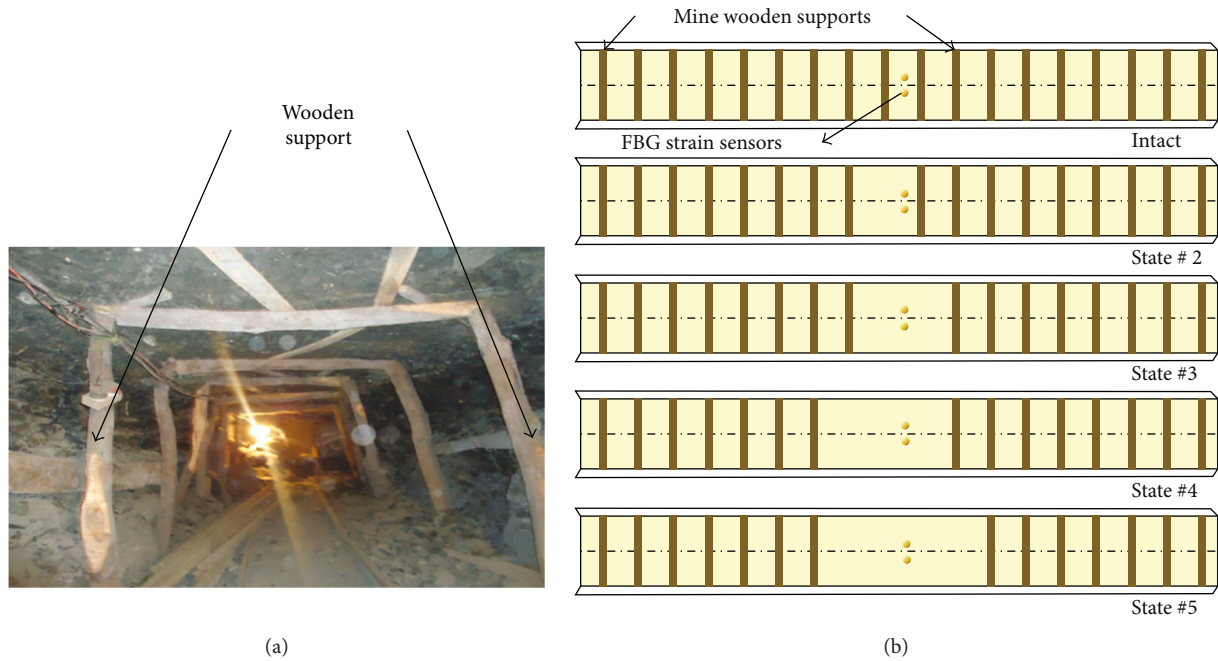 Wooden
support
Mine wooden supports
FBG strain sensors
Intact
State # 2
State #3
State #4
State #5
(a)
(b)